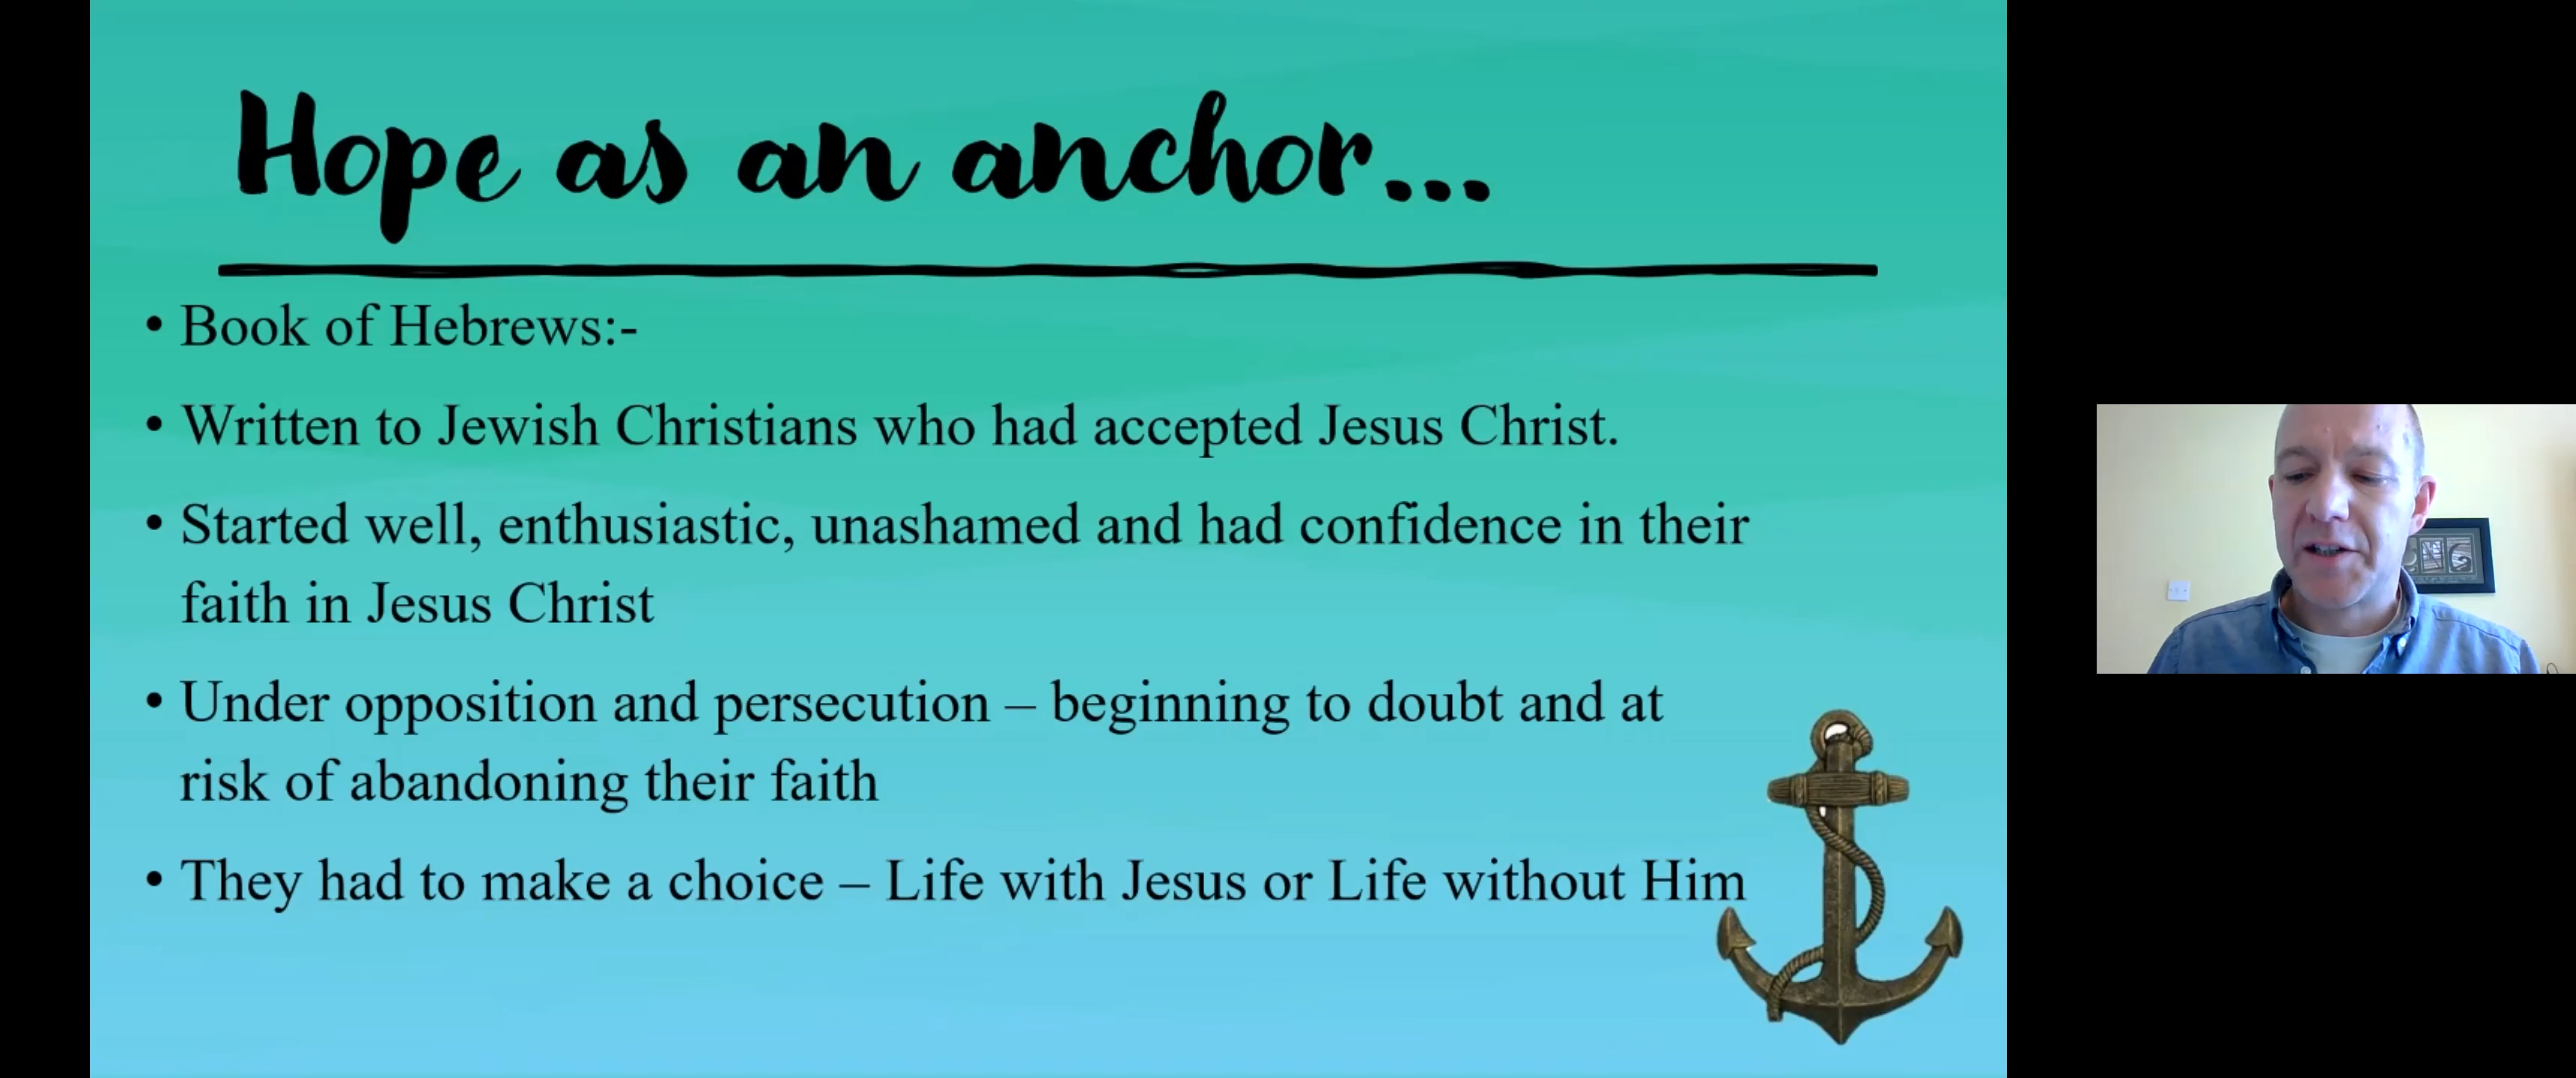 Hope as an anchor...
• Book of Hebrews:-
• Written to Jewish Christians who had accepted Jesus Christ.
• Started well, enthusiastic, unashamed and had confidence in their
faith in Jesus Christ
• Under opposition and persecution – beginning to doubt and at
risk of abandoning their faith
• They had to make a choice – Life with Jesus or Life without Him